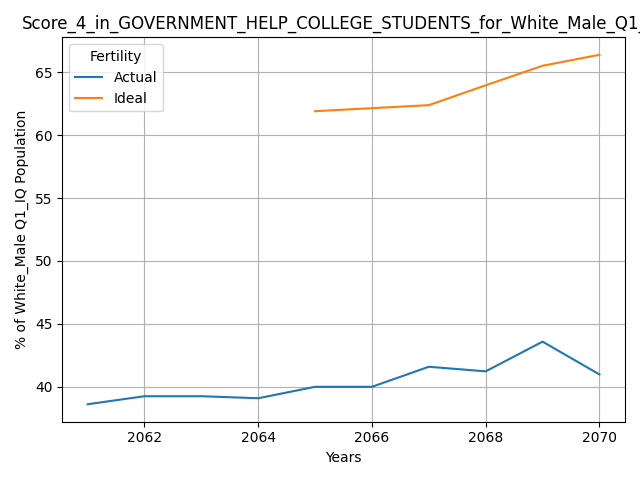 Score_4_in_GOVERNMENT_HELP_COLLEGE_STUDENTS_for_White_Male_Q1_
Fertility
Actual
Ideal
% of White_Male Q1_IQ Population
65
60
55
50
45
40
2062 2064 2066 2068 2070
Years